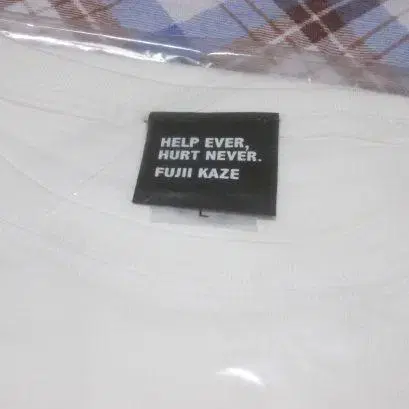 HELP EVER,
HURT NEVER.
FUJII KAZE
L